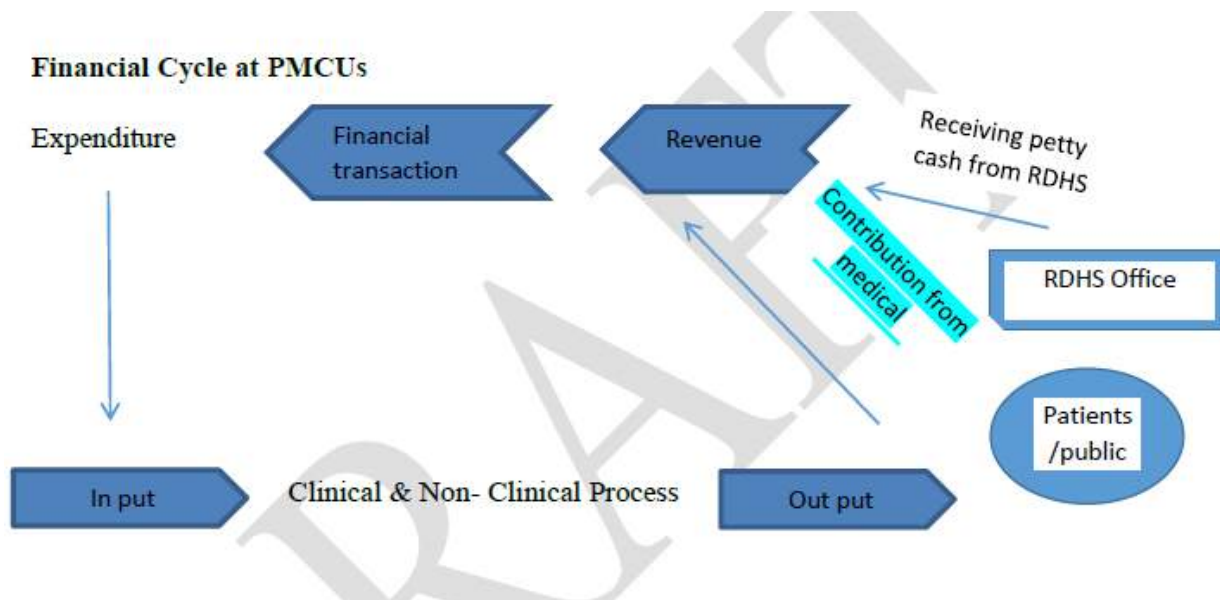 Financial Cycle at PMCUs
Expenditure
Financial
transaction
Revenue
Receiving petty
cash from RDHS
Contribution from
medical
RDHS Office
Patients
/public
In put
Clinical & Non- Clinical Process
Out put
DRAFT